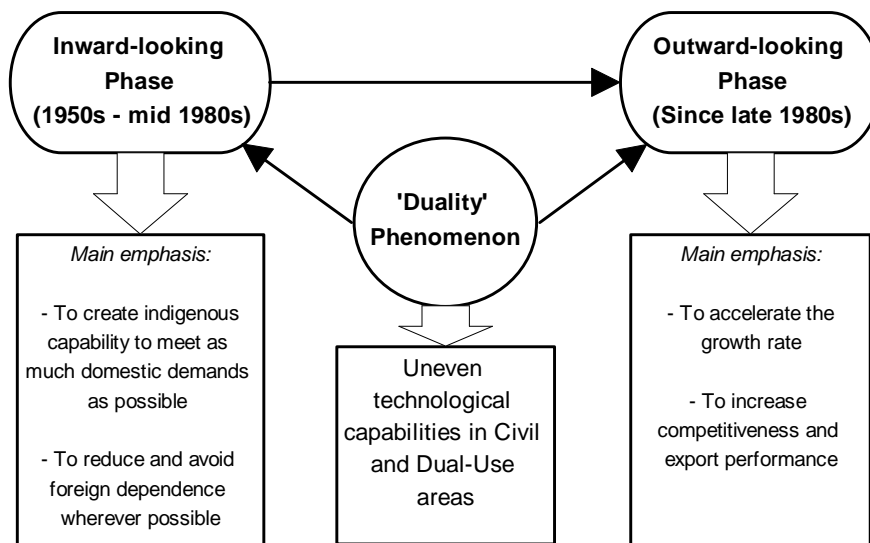 Inward-looking
Phase
(1950s - mid 1980s)
Outward-looking
Phase
(Since late 1980s)
'Duality'
Phenomenon
Main emphasis:
- To create indigenous
capability to meet as
much domestic demands
as possible
- To reduce and avoid
foreign dependence
wherever possible
Uneven
technological
capabilities in Civil
and Dual-Use
areas
Main emphasis:
- To accelerate the
growth rate
- To increase
competitiveness and
export performance